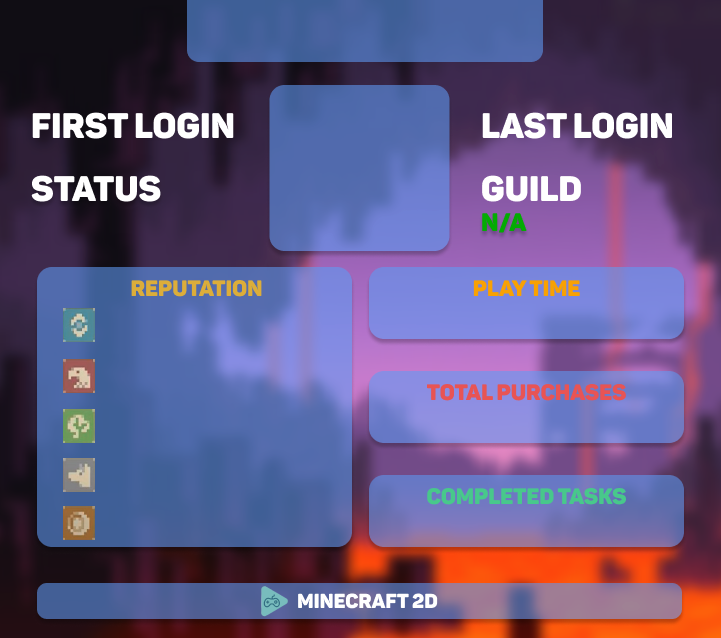 FIRST LOGIN
LAST LOGIN
STATUS
GUILD
N/A
REPUTATION
PLAY TIME
TOTAL PURCHASES
COMPLETED TASKS
MINECRAFT 2D